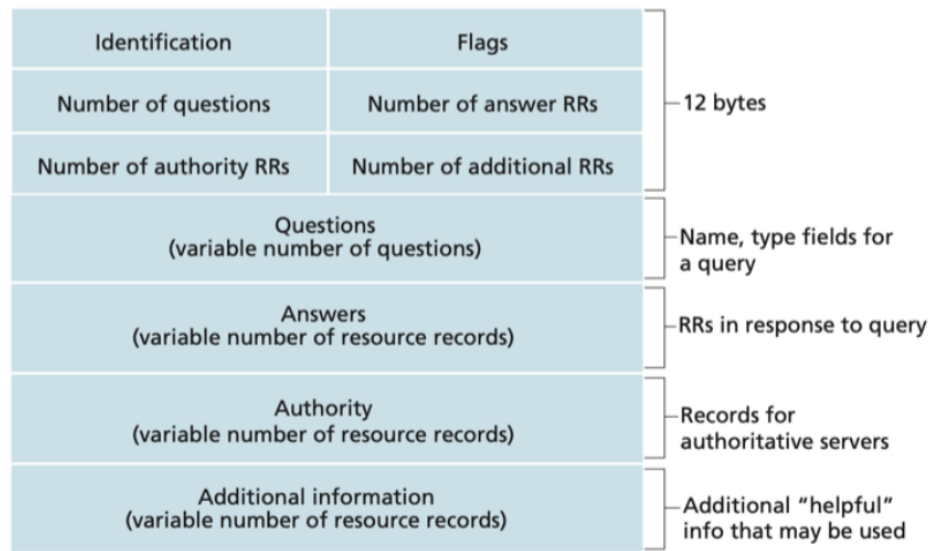 Identification
Flags
Number of questions
Number of answer RRs
12 bytes
Number of authority RRs
Number of additional RRs
Questions
(variable number of questions)
Name, type fields for
a query
Answers
(variable number of resource records)
RRs in response to query
Authority
(variable number of resource records)
Records for
authoritative servers
Additional information
(variable number of resource records)
Additional “helpful”
info that may be used